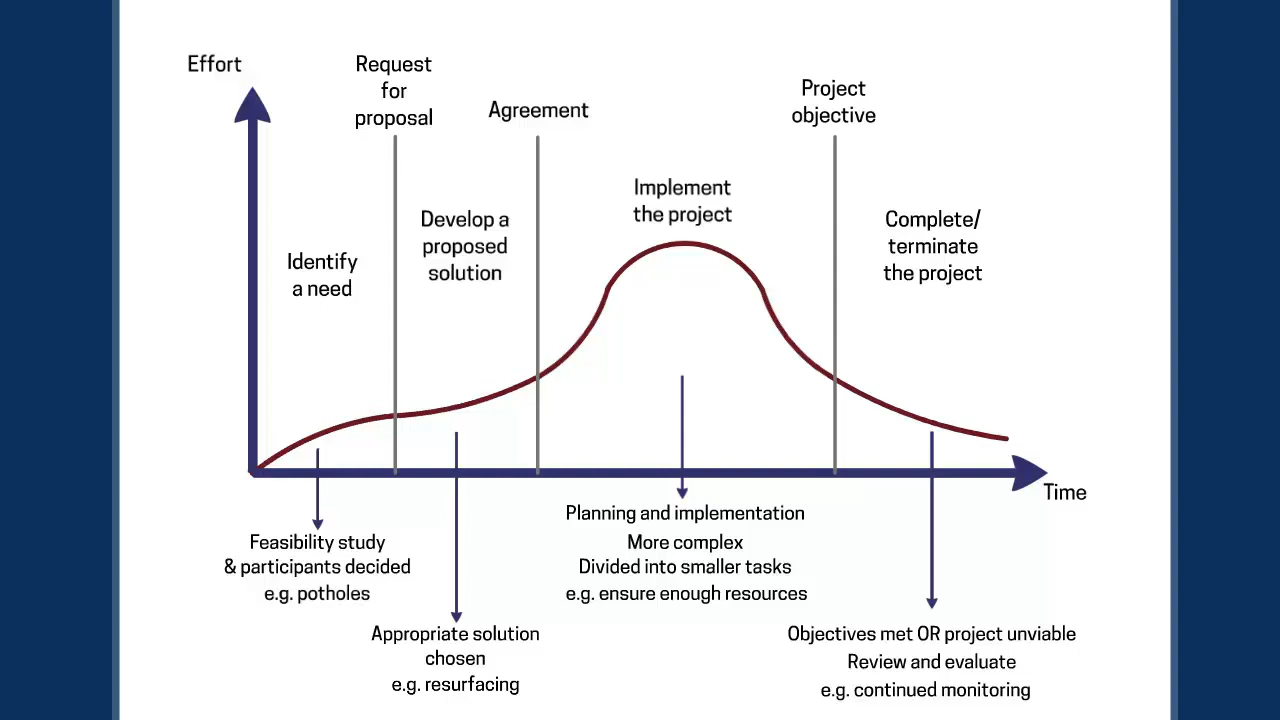 Effort
Request
for
proposal
Agreement
Project
objective
Identify
a need
Develop a
proposed
solution
Implement
the project
Complete/
terminate
the project
Time
Feasibility study
& participants decided
e.g. potholes
Appropriate solution
chosen
e.g. resurfacing
Planning and implementation
More complex
Divided into smaller tasks
e.g. ensure enough resources
Objectives met OR project unviable
Review and evaluate
e.g. continued monitoring